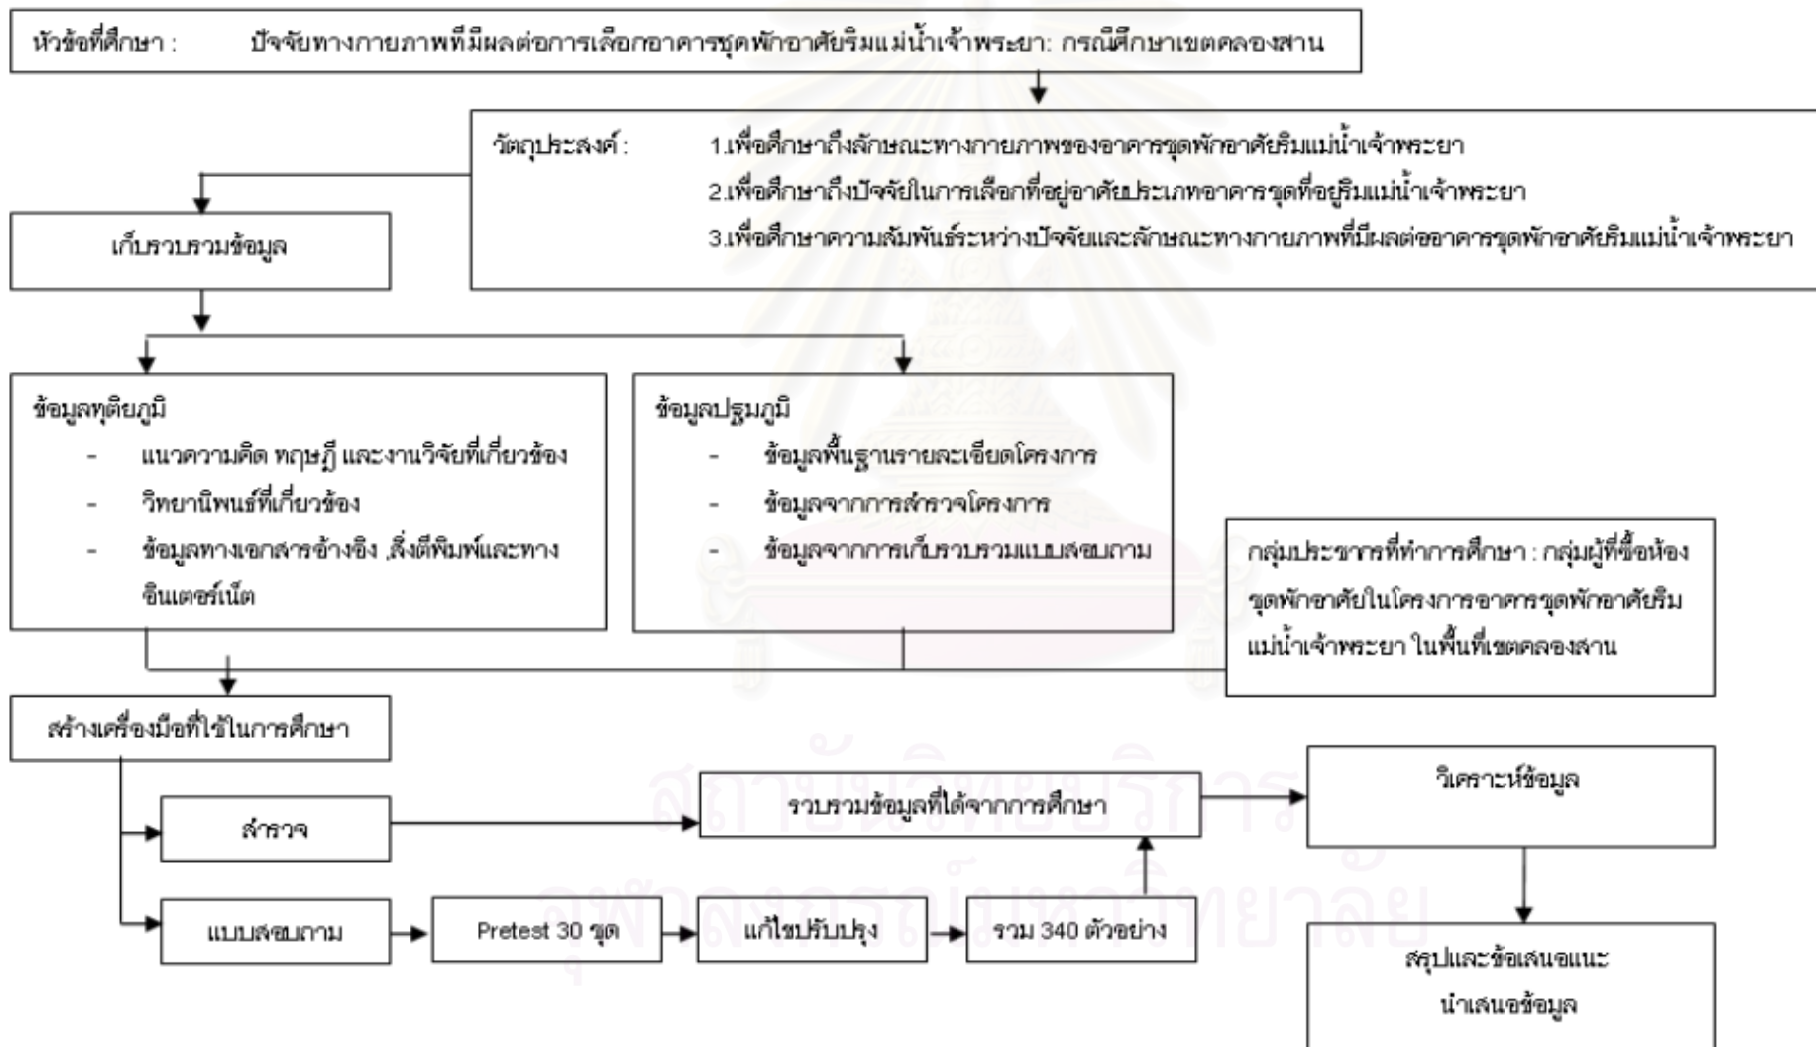 หัวข้อที่ศึกษา : ปัจจัยทางกายภาพที่มีผลต่อการเลือกอาคารชุดพักอาศัยริมแม่น้ำเจ้าพระยา: กรณีศึกษาเขตคลองสาน
วัตถุประสงค์ : 1.เพื่อศึกษาถึงลักษณะทางกายภาพของอาคารชุดพักอาศัยริมแม่น้ำเจ้าพระยา
2.เพื่อศึกษาถึงปัจจัยในการเลือกที่อยู่อาศัยประเภทอาคารชุดที่อยู่ริมแม่น้ำเจ้าพระยา
3.เพื่อศึกษาความสัมพันธ์ระหว่างปัจจัยและลักษณะทางกายภาพที่มีผลต่ออาคารชุดพักอาศัยริมแม่น้ำเจ้าพระยา
เก็บรวบรวมข้อมูล
ข้อมูลทุติยภูมิ
- แนวความคิด ทฤษฎี และงานวิจัยที่เกี่ยวข้อง
- วิทยานิพนธ์ที่เกี่ยวข้อง
- ข้อมูลทางเอกสารอ้างอิง ,สิ่งตีพิมพ์และทาง
อินเตอร์เน็ต
ข้อมูลปฐมภูมิ
- ข้อมูลพื้นฐานรายละเอียดโครงการ
- ข้อมูลจากการสำรวจโครงการ
- ข้อมูลจากการเก็บรวบรวมแบบสอบถาม
กลุ่มประชากรที่ทำการศึกษา : กลุ่มผู้ที่ซื้อห้อง
ชุดพักอาศัยในโครงการอาคารชุดพักอาศัยริม
แม่น้ำเจ้าพระยา ในพื้นที่เขตคลองสาน
สร้างเครื่องมือที่ใช้ในการศึกษา
สำรวจ
รวบรวมข้อมูลที่ได้จากการศึกษา
วิเคราะห์ข้อมูล
แบบสอบถาม
Pretest 30 ชุด
แก้ไขปรับปรุง
รวม 340 ตัวอย่าง
สรุปและข้อเสนอแนะ
นำเสนอข้อมูล
สถาบันวิทยบริการ
จุฬาลงกรณ์มหาวิทยาลัย